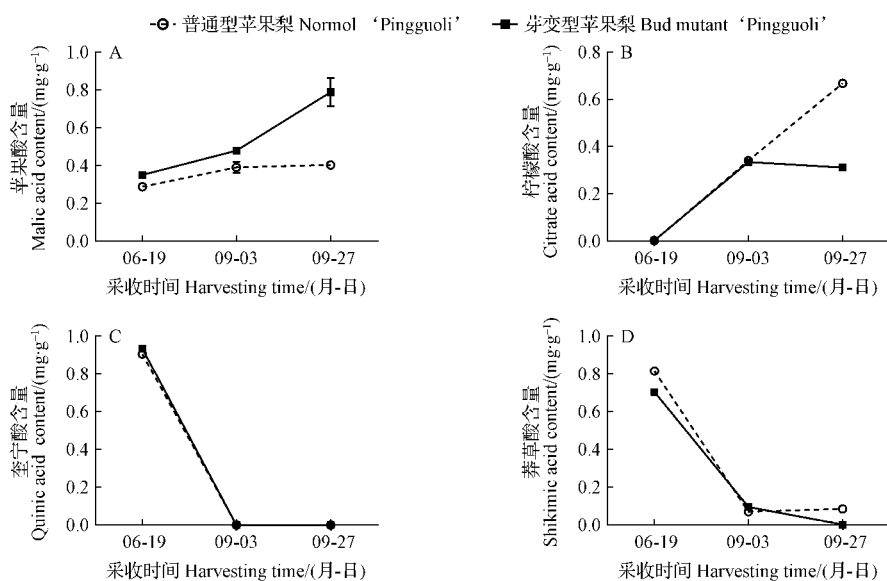 普通型苹果梨 Normol ‘Pingguoli’ 芽变型苹果梨 Bud mutant ‘Pingguoli’
A
1.0
0.8
0.6
0.4
0.2
0.0
苹果酸含量
Malic acid content/(mg·g⁻¹)
06-19 09-03 09-27
采收时间 Harvesting time/(月-日)
B
0.8
0.6
0.4
0.2
0.0
柠檬酸含量
Citrate acid content/(mg·g⁻¹)
06-19 09-03 09-27
采收时间 Harvesting time/(月-日)
C
1.0
0.8
0.6
0.4
0.2
0.0
奎宁酸含量
Quinic acid content/(mg·g⁻¹)
06-19 09-03 09-27
采收时间 Harvesting time/(月-日)
D
1.0
0.8
0.6
0.4
0.2
0.0
莽草酸含量
Shikimic acid content/(mg·g⁻¹)
06-19 09-03 09-27
采收时间 Harvesting time/(月-日)